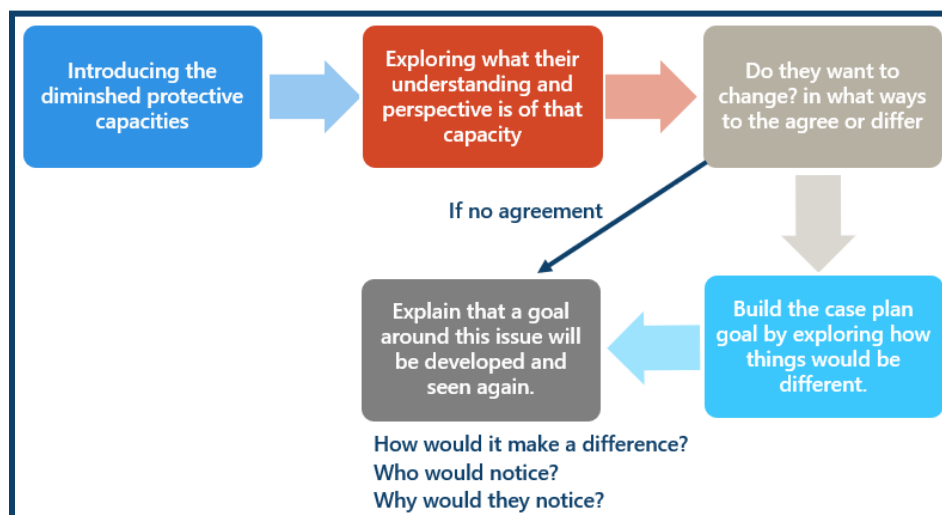 Introducing the
diminshed protective
capacities
Exploring what their
understanding and
perspective is of that
capacity
Do they want to
change? in what ways
to the agree or differ
If no agreement
Explain that a goal
around this issue will
be developed and
seen again.
Build the case plan
goal by exploring how
things would be
different.
How would it make a difference?
Who would notice?
Why would they notice?